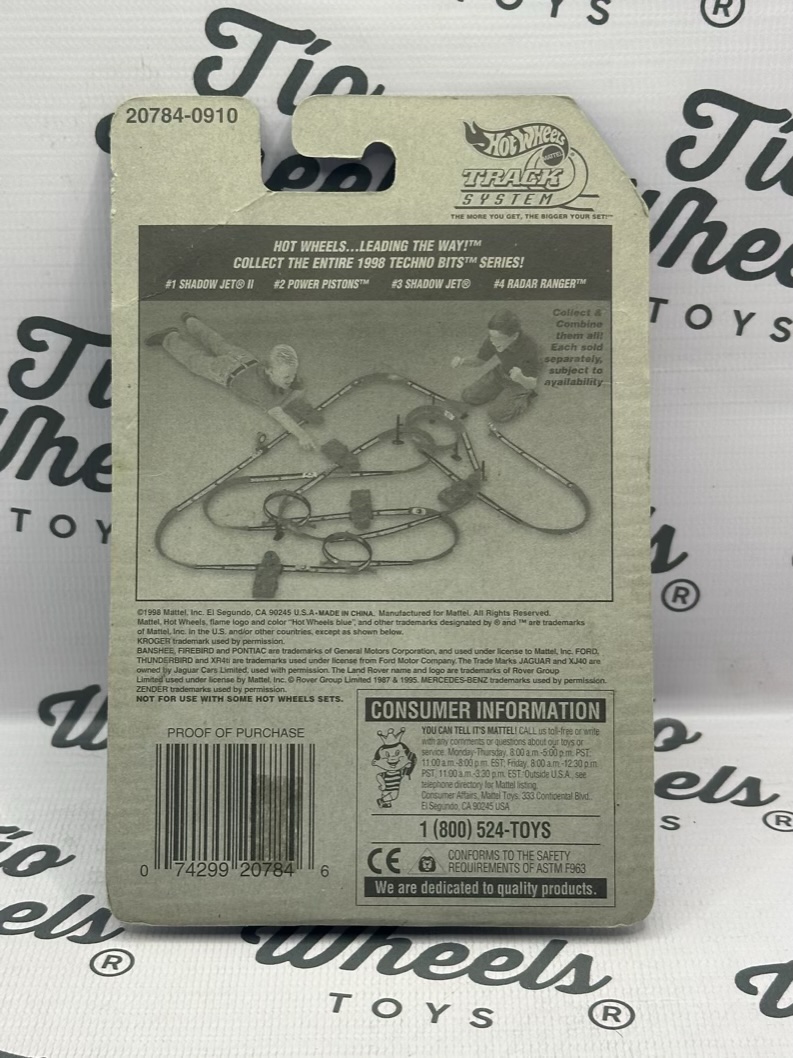 TOYS
®
Tío
20784-0910
HOT WHEELS
MATTEL
TRACK
SYSTEM
THE MORE YOU GET, THE BIGGER YOUR SET!™
HOT WHEELS...LEADING THE WAY!™
COLLECT THE ENTIRE 1998 TECHNO BITS™ SERIES!
#1 SHADOW JET® II #2 POWER PISTONS™ #3 SHADOW JET® #4 RADAR RANGER™
Collect &
Combine
them all!
Each sold
separately,
subject to
availability
Tío
Wheels
TOYS
©1998 Mattel, Inc. El Segundo, CA 90245 U.S.A. MADE IN CHINA. Manufactured for Mattel. All Rights Reserved.
Mattel, Hot Wheels, flame logo and color "Hot Wheels blue", and other trademarks designated by ® and ™ are trademarks
of Mattel, Inc. In the U.S. and/or other countries, except as shown below.
KROGER trademark used by permission.
BANSHEE, FIREBIRD and PONTIAC are trademarks of General Motors Corporation, and used under license to Mattel, Inc. FORD,
THUNDERBIRD and XR4ti are trademarks used under license from Ford Motor Company. The Trade Marks JAGUAR and XJ40 are
owned by Jaguar Cars Limited, used with permission. The Land Rover name and logo are trademarks of Rover Group
Limited used under license by Mattel, Inc. © Rover Group Limited 1987 & 1995. MERCEDES-BENZ trademarks used by permission.
ZENDER trademarks used by permission.
NOT FOR USE WITH SOME HOT WHEELS SETS.
PROOF OF PURCHASE
0 74299 20784 6
CONSUMER INFORMATION
YOU CAN TELL IT'S MATTEL! CALL us toll-free or write
with any comments or questions about our toys or
service. Monday-Thursday, 8:00 a.m.-5:00 p.m. PST;
11:00 a.m.-8:00 p.m. EST; Friday, 8:00 a.m.-12:30 p.m.
PST, 11:00 a.m.-3:30 p.m. EST. Outside U.S.A., see
telephone directory for Mattel listing.
Consumer Affairs, Mattel Toys, 333 Continental Blvd.,
El Segundo, CA 90245 USA
1 (800) 524-TOYS
CE
CONFORMS TO THE SAFETY
REQUIREMENTS OF ASTM F963
We are dedicated to quality products.
®
Tío
Wheels
TOYS ®